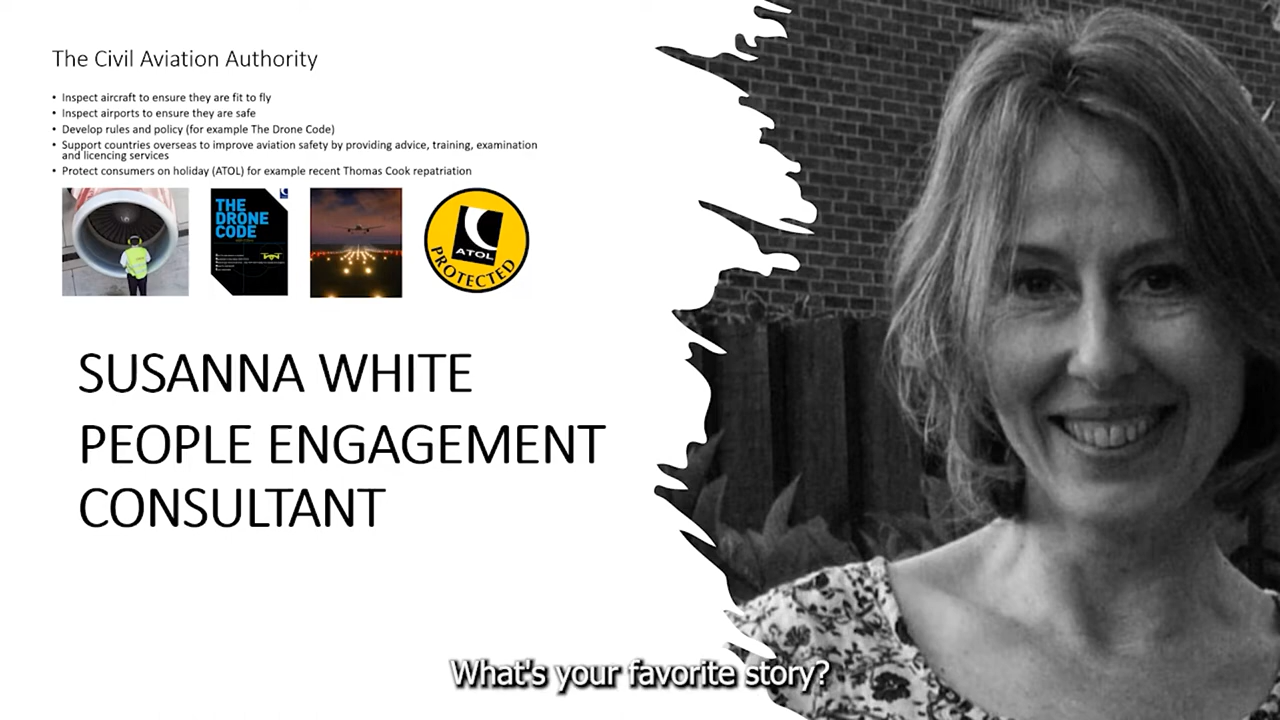 The Civil Aviation Authority
• Inspect aircraft to ensure they are fit to fly
• Inspect airports to ensure they are safe
• Develop rules and policy (for example The Drone Code)
• Support countries overseas to improve aviation safety by providing advice, training, examination
and licencing services
• Protect consumers on holiday (ATOL) for example recent Thomas Cook repatriation
THE
DRONE
CODE
ATOL
PROTECTED
SUSANNA WHITE
PEOPLE ENGAGEMENT
CONSULTANT
What's your favorite story?